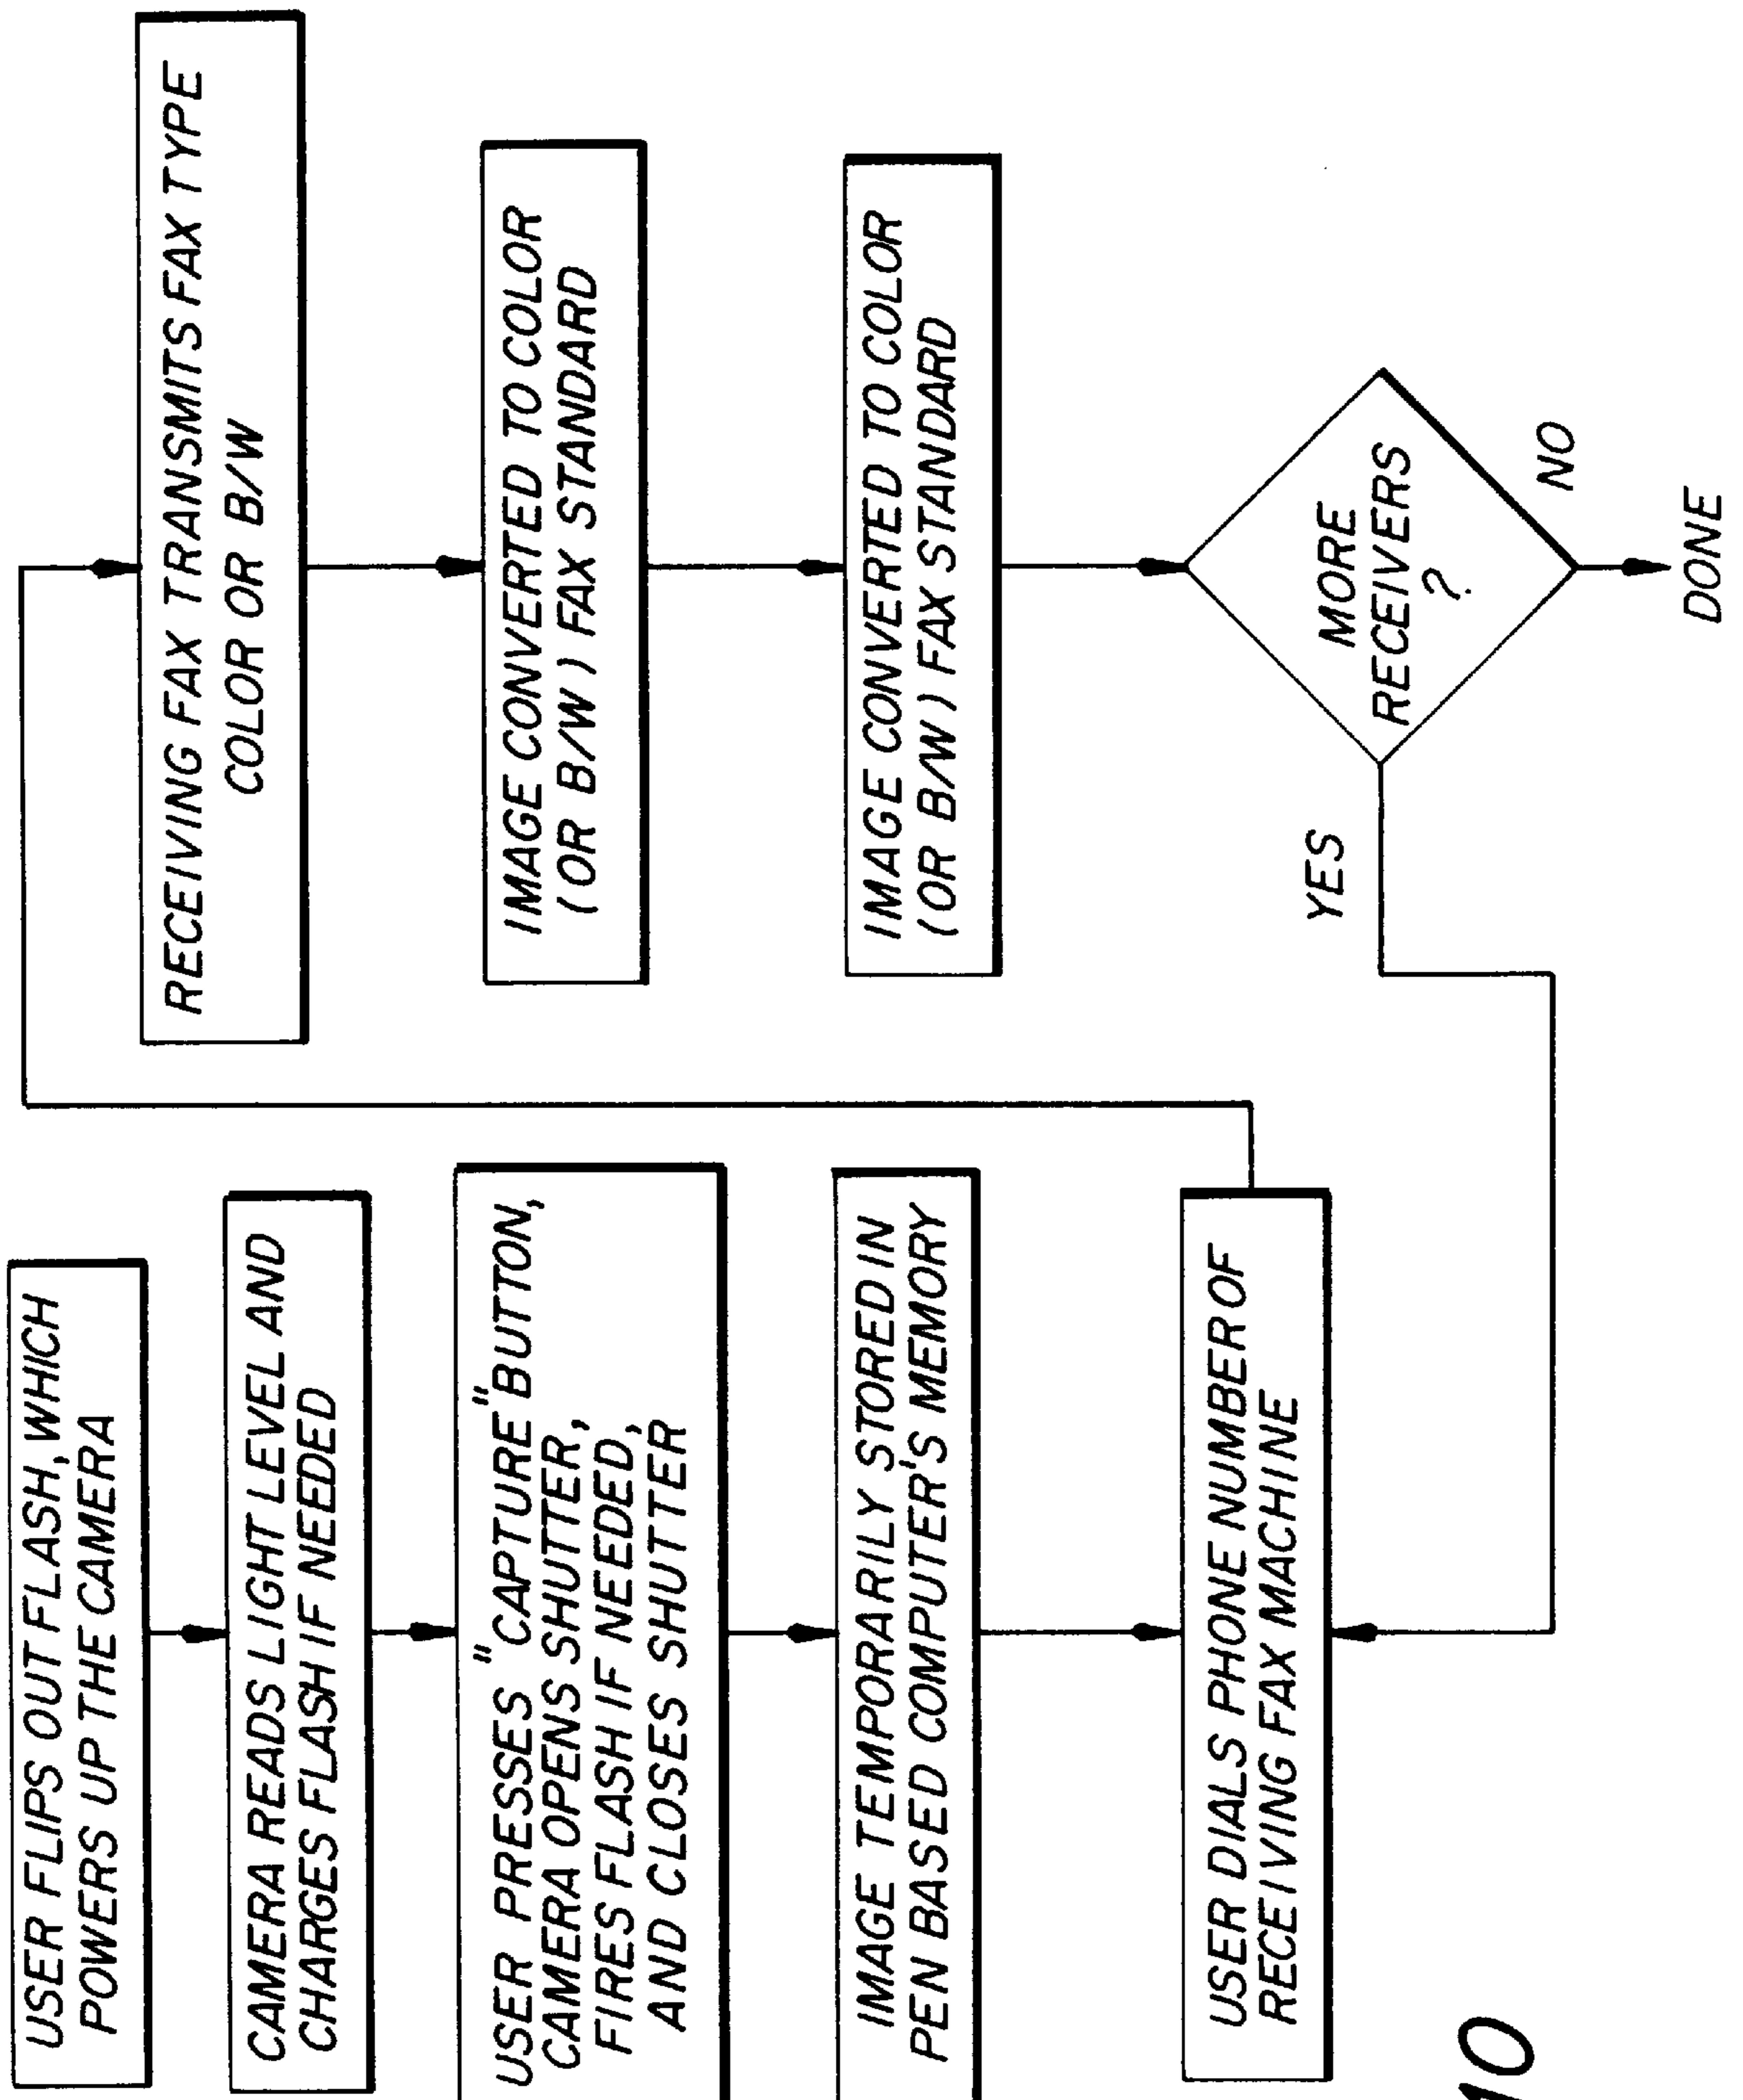 USER FLIPS OUT FLASH, WHICH
POWERS UP THE CAMERA
CAMERA READS LIGHT LEVEL AND
CHARGES FLASH IF NEEDED
USER PRESSES "CAPTURE" BUTTON,
CAMERA OPENS SHUTTER,
FIRES FLASH IF NEEDED,
AND CLOSES SHUTTER
IMAGE TEMPORARILY STORED IN
PEN BASED COMPUTER'S MEMORY
USER DIALS PHONE NUMBER OF
RECEIVING FAX MACHINE
RECEIVING FAX TRANSMITS FAX TYPE
COLOR OR B/W
IMAGE CONVERTED TO COLOR
(OR B/W) FAX STANDARD
IMAGE CONVERTED TO COLOR
(OR B/W) FAX STANDARD
MORE
RECEIVERS
?
YES
NO
DONE
10